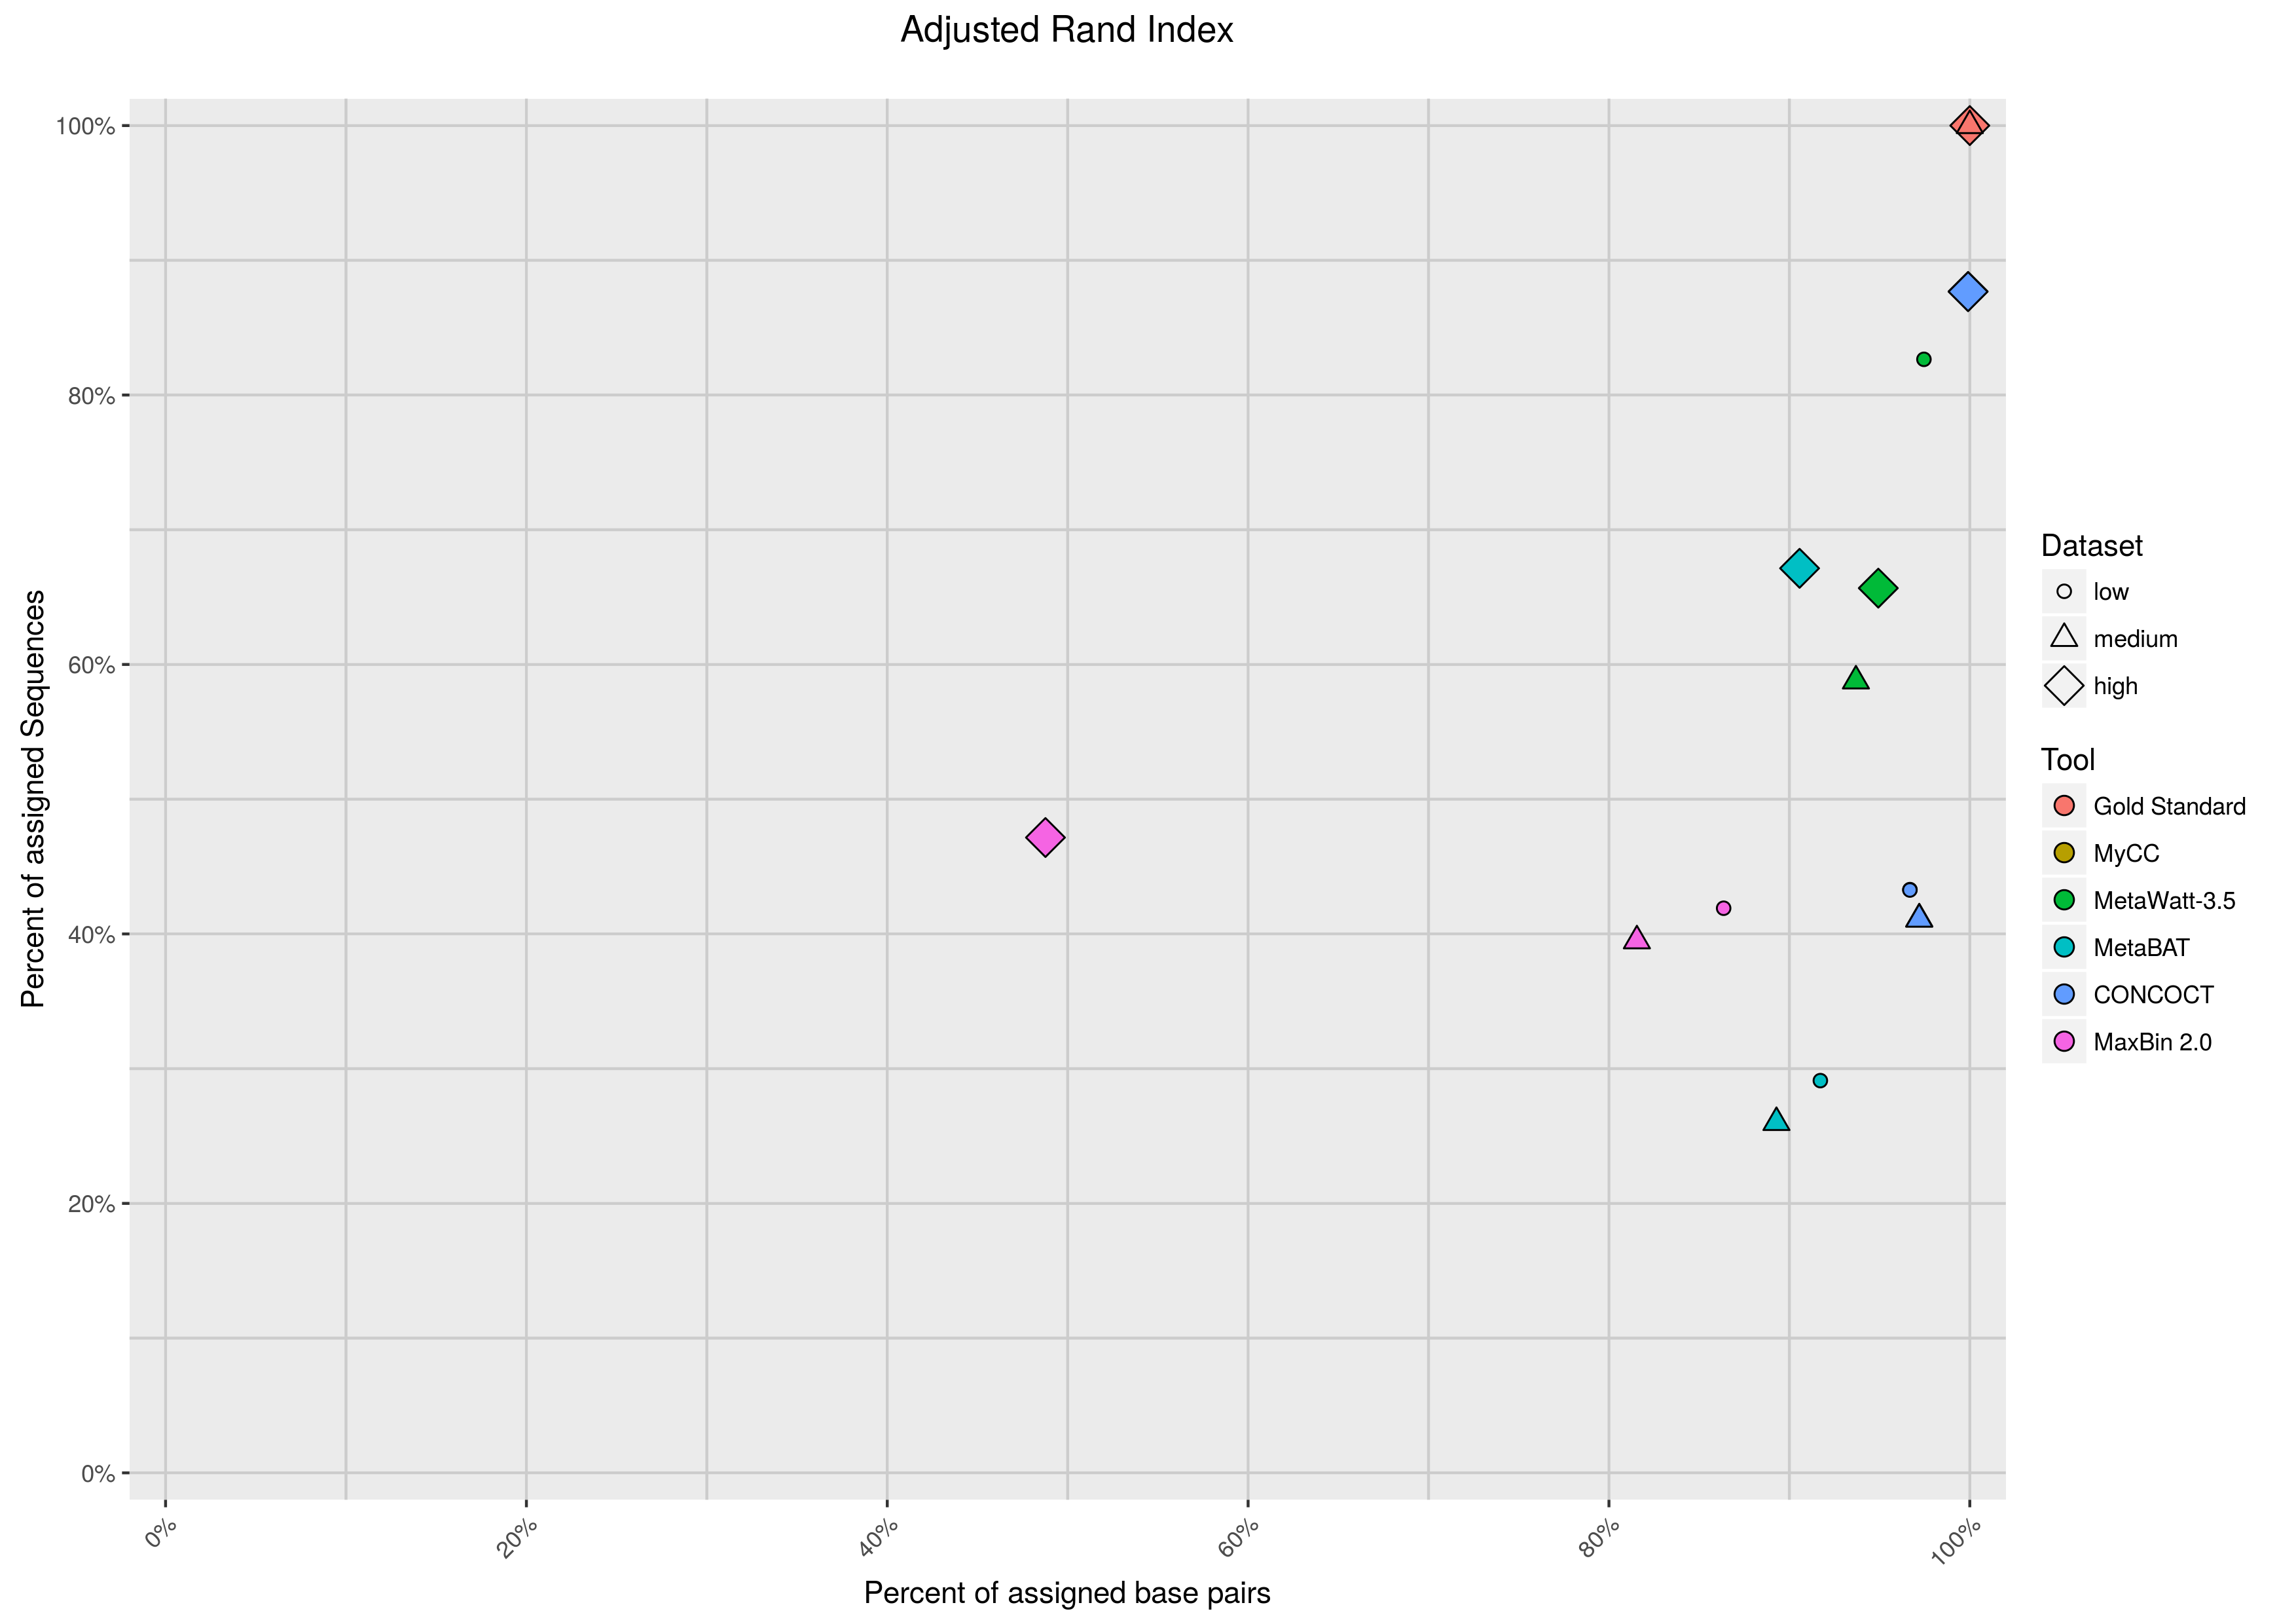 Adjusted Rand Index
Percent of assigned Sequences
100%
80%
60%
40%
20%
0%
0%
20%
40%
60%
80%
100%
Percent of assigned base pairs
Dataset
low
medium
high
Tool
Gold Standard
MyCC
MetaWatt-3.5
MetaBAT
CONCOCT
MaxBin 2.0